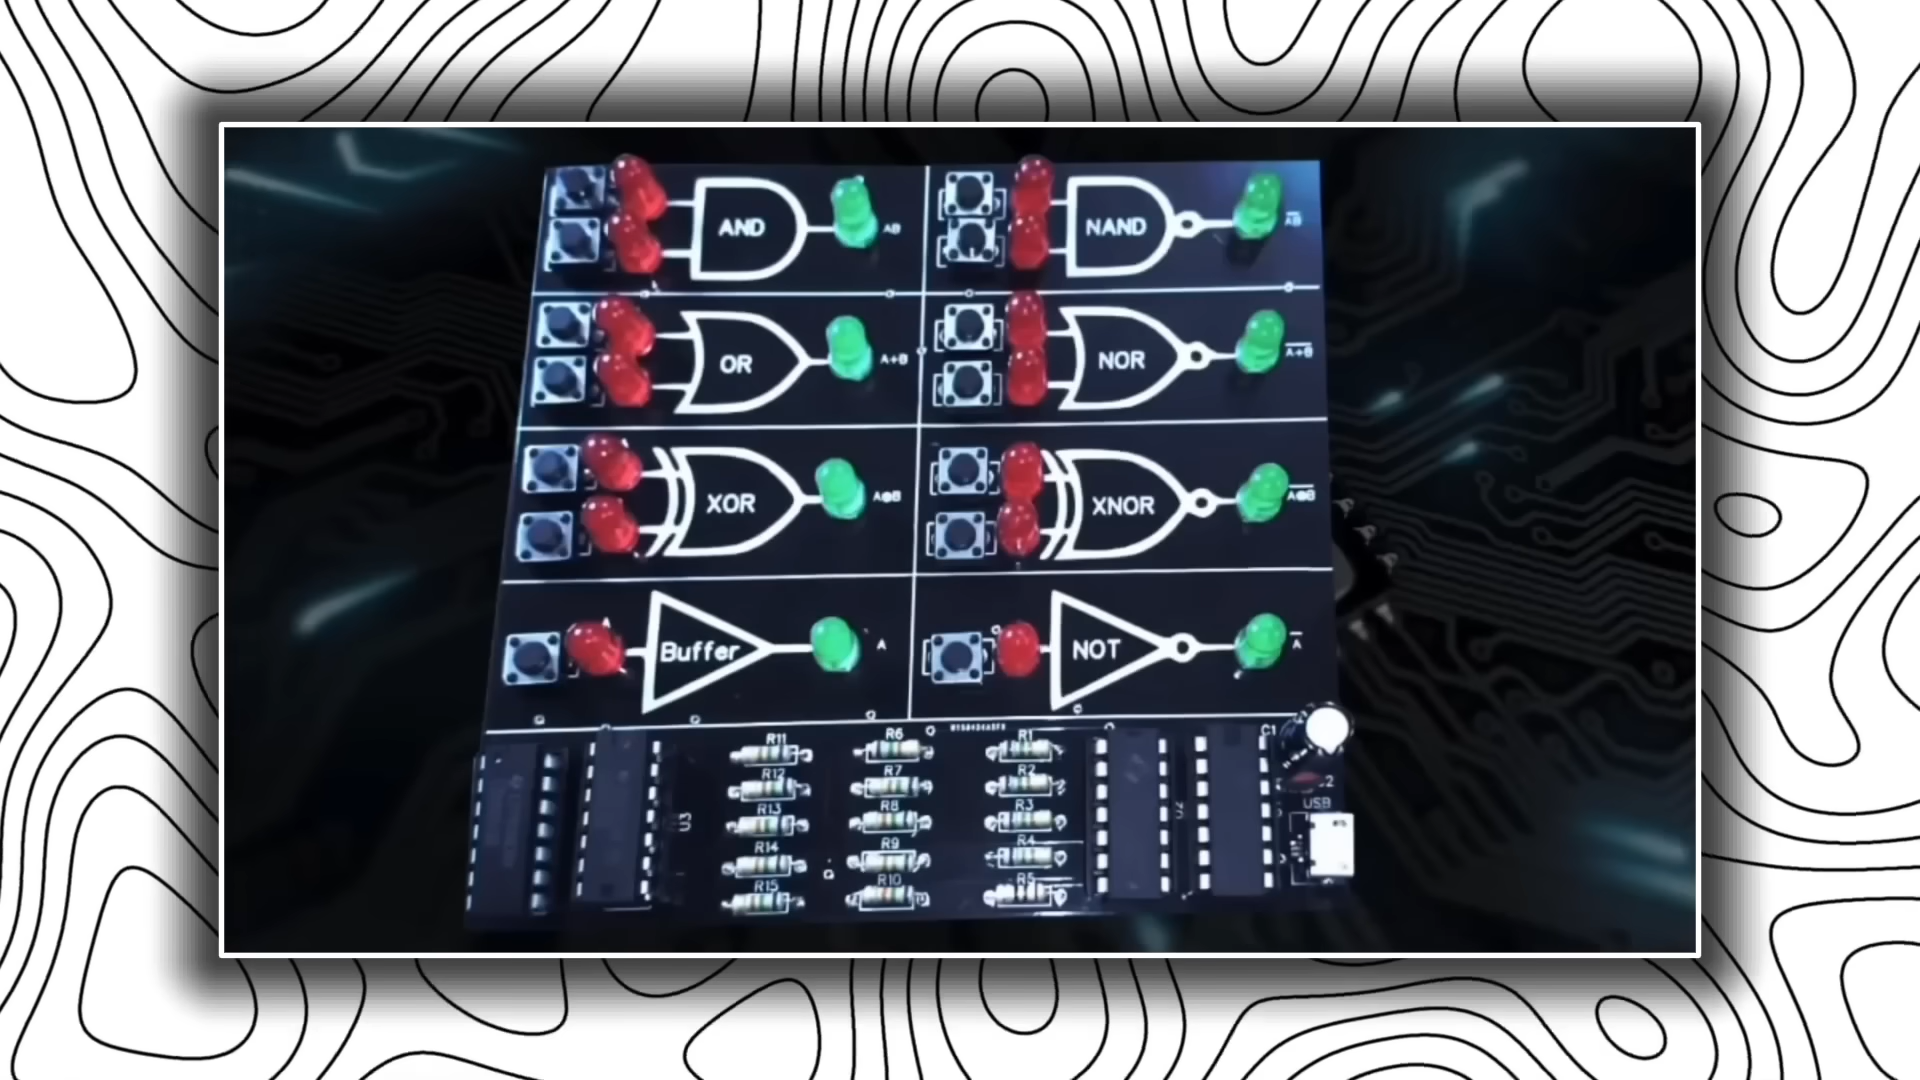 AND
AB
NAND
A̅B̅
OR
A+B
NOR
A̅+̅B̅
XOR
A⊕B
XNOR
A̅⊕̅B̅
A
Buffer
A
NOT
A̅
R11
R6
R1
C1
R12
R7
R2
R13
R8
R3
USB
U3
R14
R9
R4
R15
R10
R5